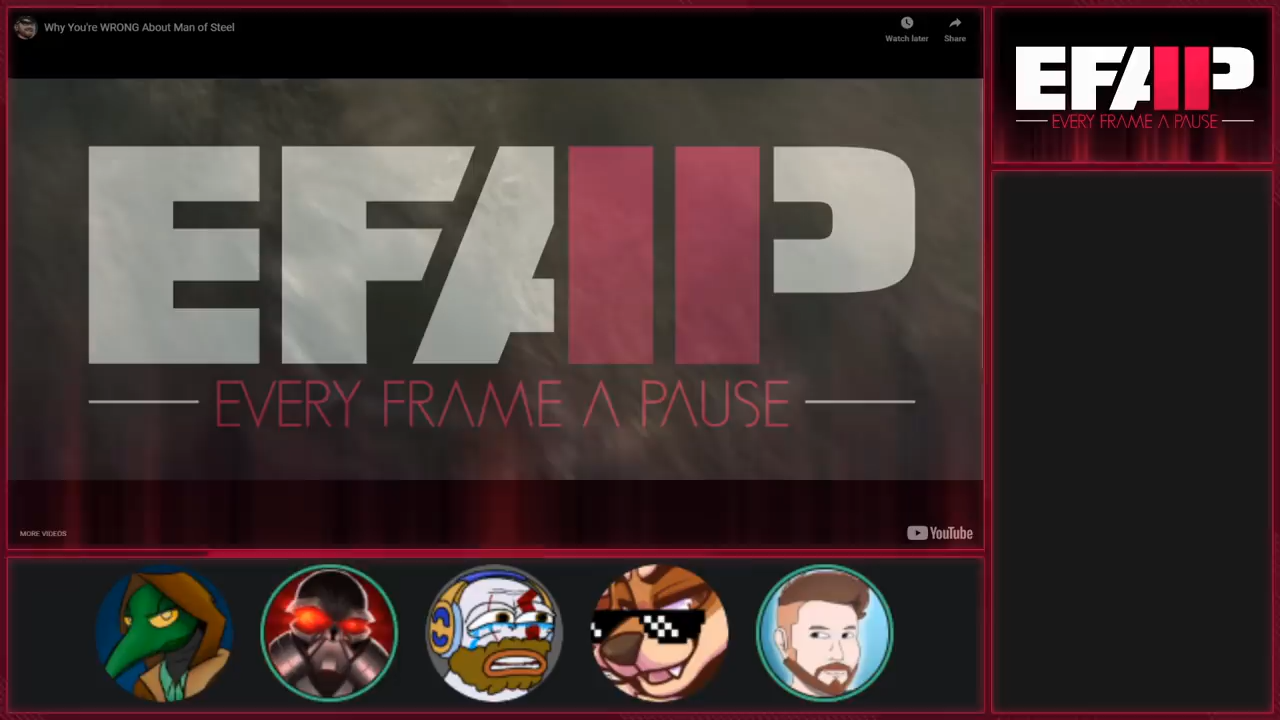 Why You're WRONG About Man of Steel
Watch later
Share
EFAP
EVERY FRAME A PAUSE
MORE VIDEOS
YouTube
EFAP
EVERY FRAME A PAUSE